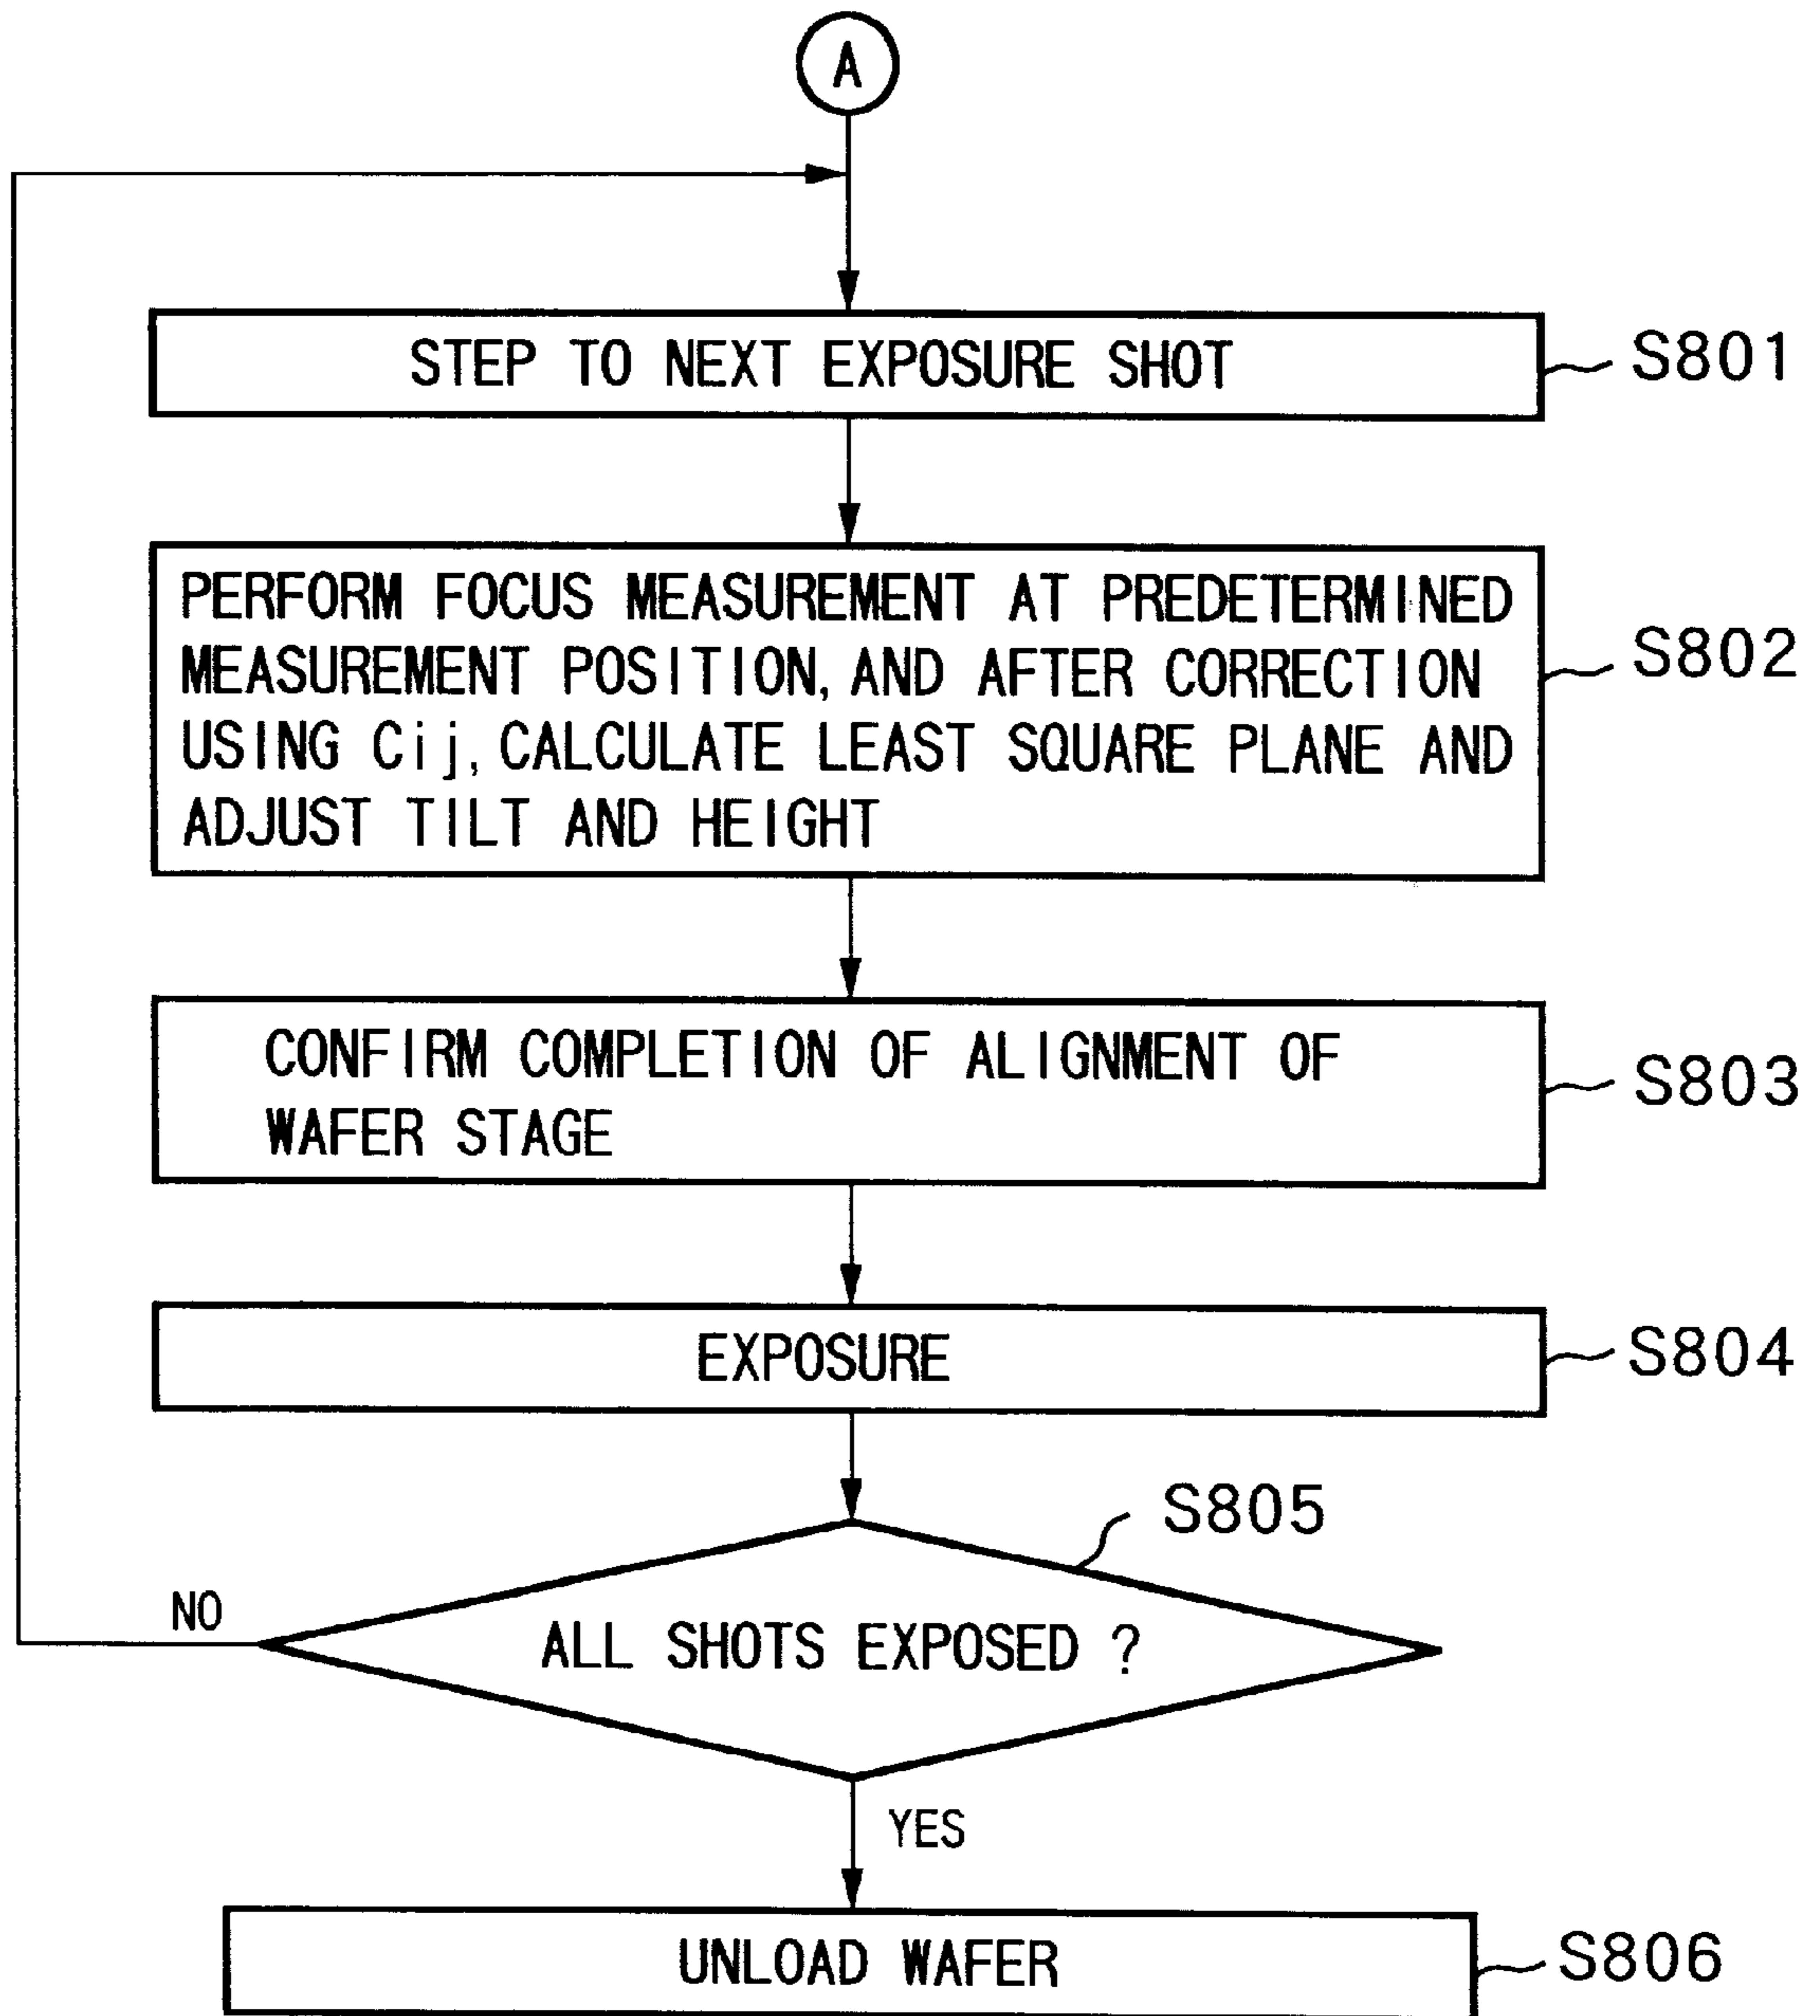 A
STEP TO NEXT EXPOSURE SHOT
S801
PERFORM FOCUS MEASUREMENT AT PREDETERMINED
MEASUREMENT POSITION, AND AFTER CORRECTION
USING Cij, CALCULATE LEAST SQUARE PLANE AND
ADJUST TILT AND HEIGHT
S802
CONFIRM COMPLETION OF ALIGNMENT OF
WAFER STAGE
S803
EXPOSURE
S804
S805
ALL SHOTS EXPOSED ?
NO
YES
UNLOAD WAFER
S806